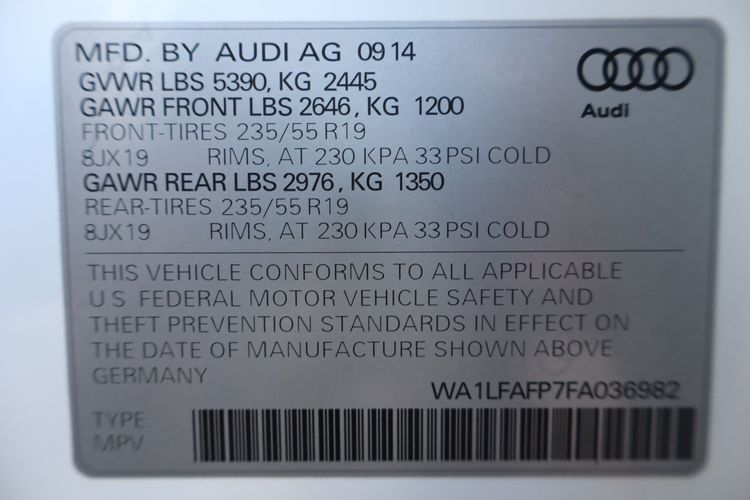 MFD. BY AUDI AG 09 14
GVWR LBS 5390, KG 2445
GAWR FRONT LBS 2646, KG 1200
FRONT-TIRES 235/55 R19
8JX19 RIMS, AT 230 KPA 33 PSI COLD
GAWR REAR LBS 2976, KG 1350
REAR-TIRES 235/55 R19
8JX19 RIMS, AT 230 KPA 33 PSI COLD
Audi
THIS VEHICLE CONFORMS TO ALL APPLICABLE
U.S. FEDERAL MOTOR VEHICLE SAFETY AND
THEFT PREVENTION STANDARDS IN EFFECT ON
THE DATE OF MANUFACTURE SHOWN ABOVE
GERMANY
WA1LFAFP7FA036982
TYPE:
MPV